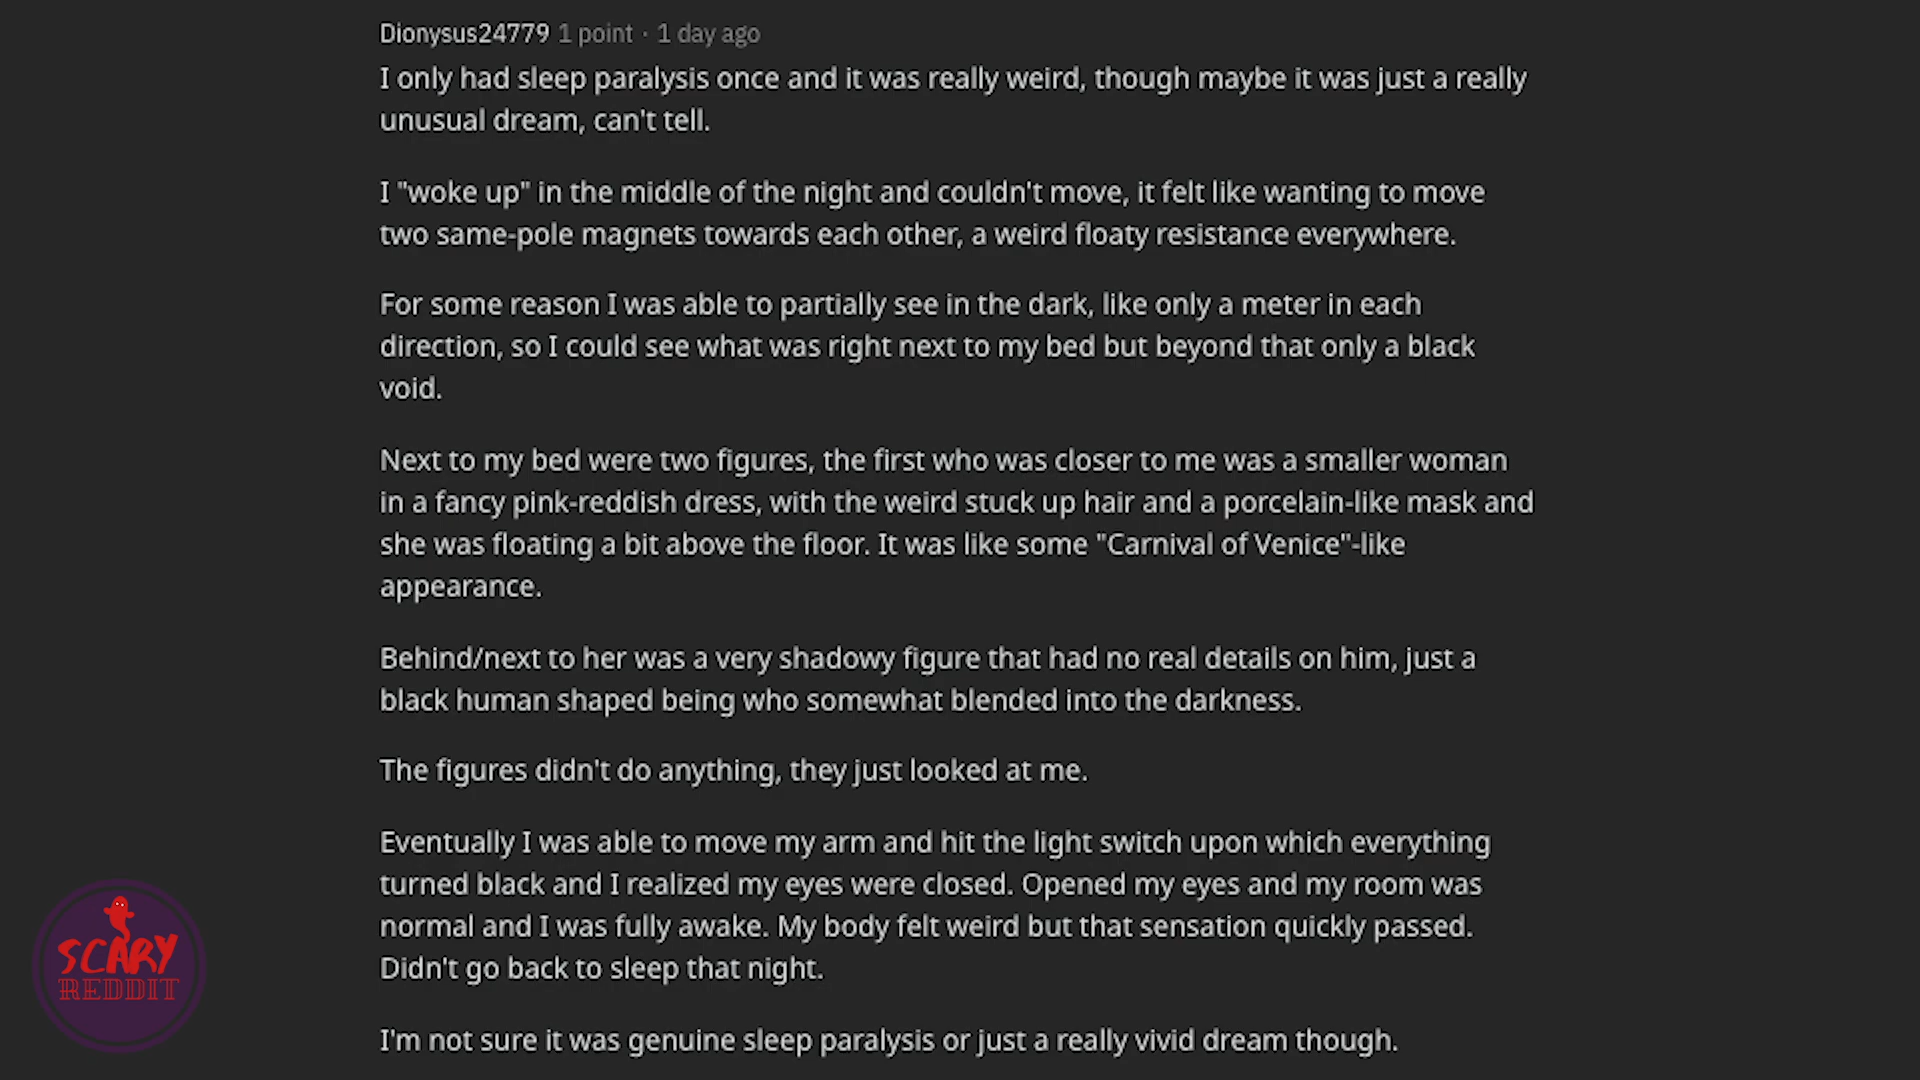 Dionysus24779 1 point · 1 day ago
I only had sleep paralysis once and it was really weird, though maybe it was just a really
unusual dream, can't tell.
I "woke up" in the middle of the night and couldn't move, it felt like wanting to move
two same-pole magnets towards each other, a weird floaty resistance everywhere.
For some reason I was able to partially see in the dark, like only a meter in each
direction, so I could see what was right next to my bed but beyond that only a black
void.
Next to my bed were two figures, the first who was closer to me was a smaller woman
in a fancy pink-reddish dress, with the weird stuck up hair and a porcelain-like mask and
she was floating a bit above the floor. It was like some "Carnival of Venice"-like
appearance.
Behind/next to her was a very shadowy figure that had no real details on him, just a
black human shaped being who somewhat blended into the darkness.
The figures didn't do anything, they just looked at me.
Eventually I was able to move my arm and hit the light switch upon which everything
turned black and I realized my eyes were closed. Opened my eyes and my room was
normal and I was fully awake. My body felt weird but that sensation quickly passed.
Didn't go back to sleep that night.
I'm not sure it was genuine sleep paralysis or just a really vivid dream though.
SCARY
REDDIT